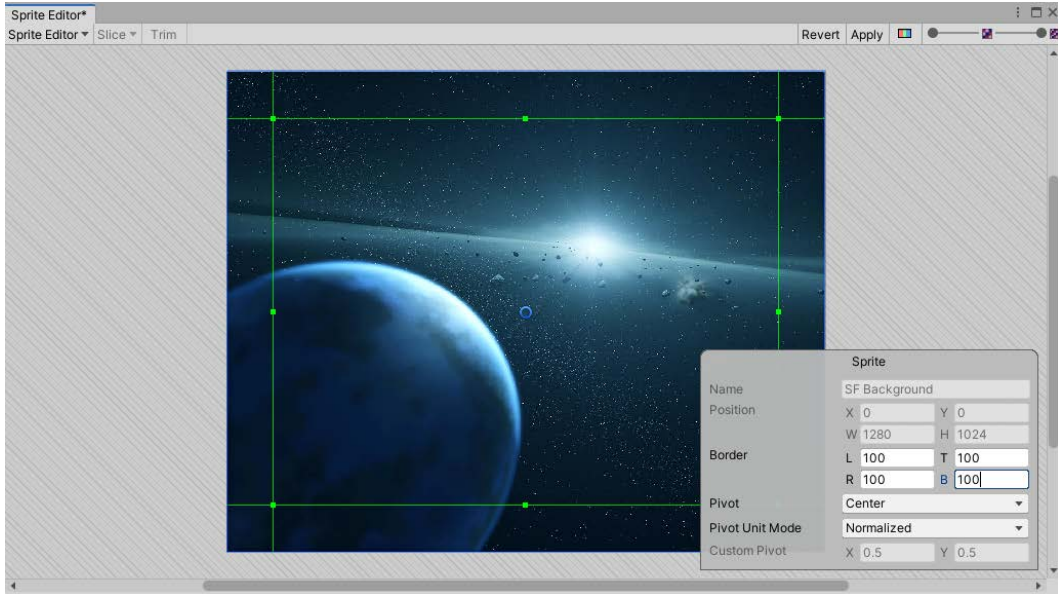 Sprite Editor*
Sprite Editor Slice Trim Revert Apply
Sprite
Name SF Background
Position X 0 Y 0
W 1280 H 1024
Border L 100 T 100
R 100 B 100
Pivot Center
Pivot Unit Mode Normalized
Custom Pivot X 0.5 Y 0.5